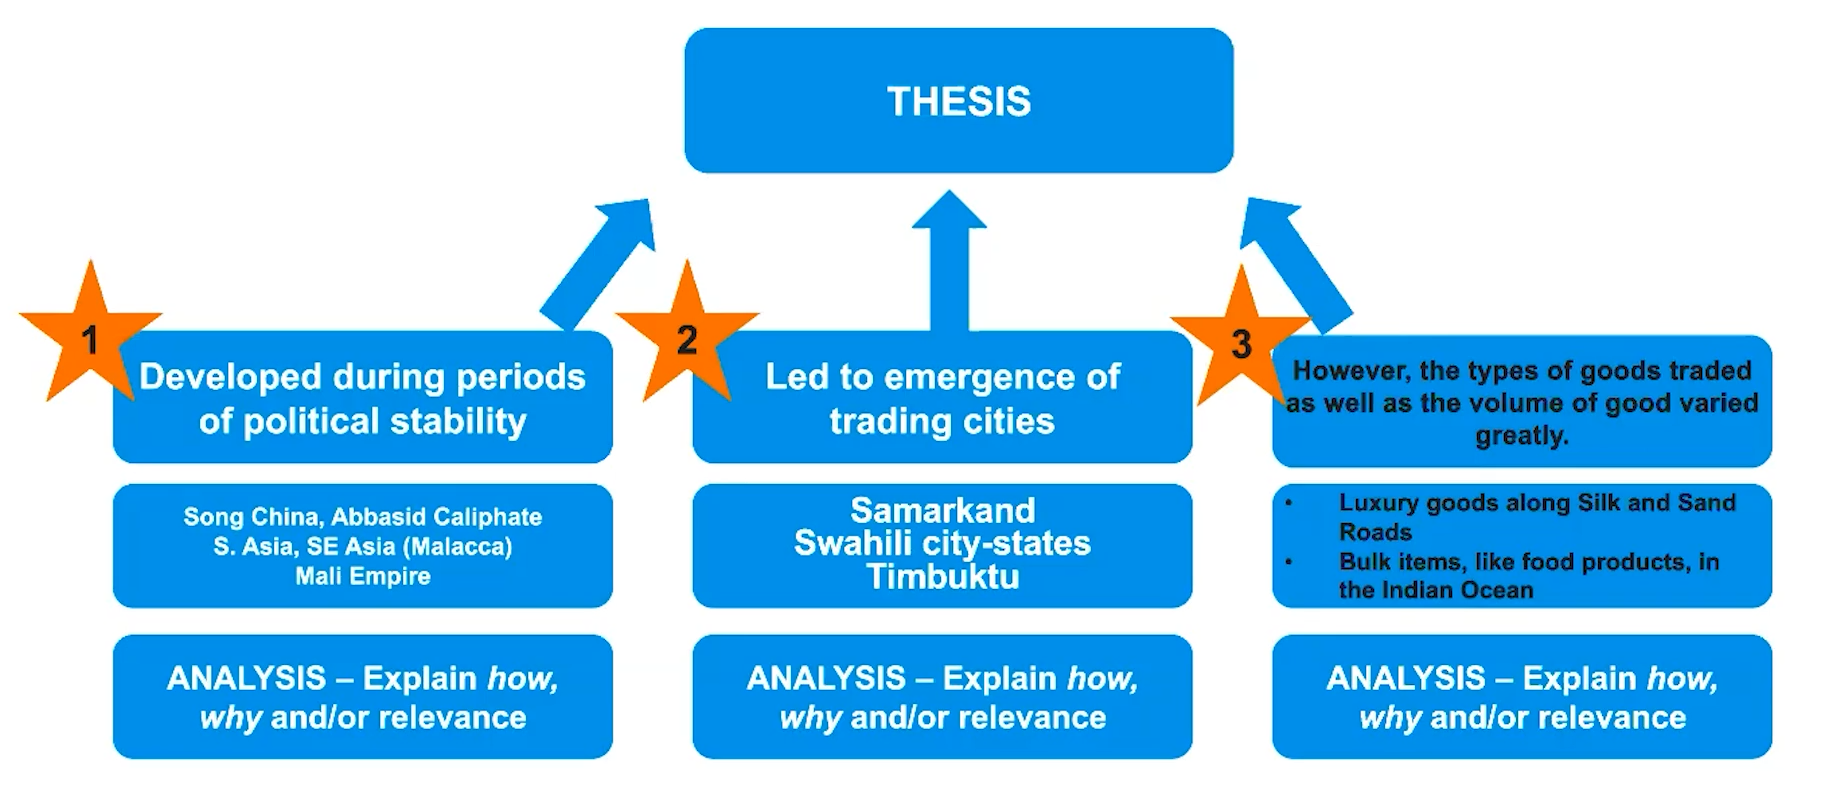 THESIS
1
Developed during periods
of political stability
Song China, Abbasid Caliphate
S. Asia, SE Asia (Malacca)
Mali Empire
ANALYSIS – Explain how,
why and/or relevance
2
Led to emergence of
trading cities
Samarkand
Swahili city-states
Timbuktu
ANALYSIS – Explain how,
why and/or relevance
3
However, the types of goods traded
as well as the volume of good varied
greatly.
• Luxury goods along Silk and Sand
Roads
• Bulk items, like food products, in
the Indian Ocean
ANALYSIS – Explain how,
why and/or relevance